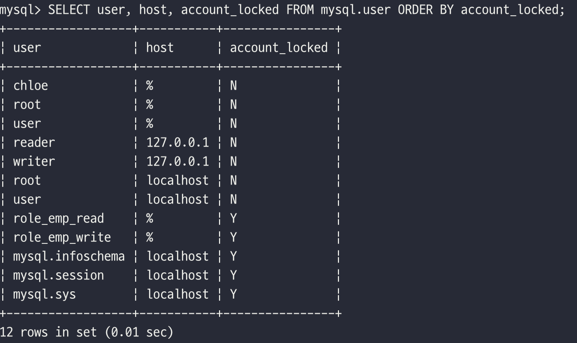 mysql> SELECT user, host, account_locked FROM mysql.user ORDER BY account_locked;
+------------------+-----------+----------------+
¦ user             ¦ host      ¦ account_locked ¦
+------------------+-----------+----------------+
¦ chloe            ¦ %         ¦ N              ¦
¦ root             ¦ %         ¦ N              ¦
¦ user             ¦ %         ¦ N              ¦
¦ reader           ¦ 127.0.0.1 ¦ N              ¦
¦ writer           ¦ 127.0.0.1 ¦ N              ¦
¦ root             ¦ localhost ¦ N              ¦
¦ user             ¦ localhost ¦ N              ¦
¦ role_emp_read    ¦ %         ¦ Y              ¦
¦ role_emp_write   ¦ %         ¦ Y              ¦
¦ mysql.infoschema ¦ localhost ¦ Y              ¦
¦ mysql.session    ¦ localhost ¦ Y              ¦
¦ mysql.sys        ¦ localhost ¦ Y              ¦
+------------------+-----------+----------------+
12 rows in set (0.01 sec)